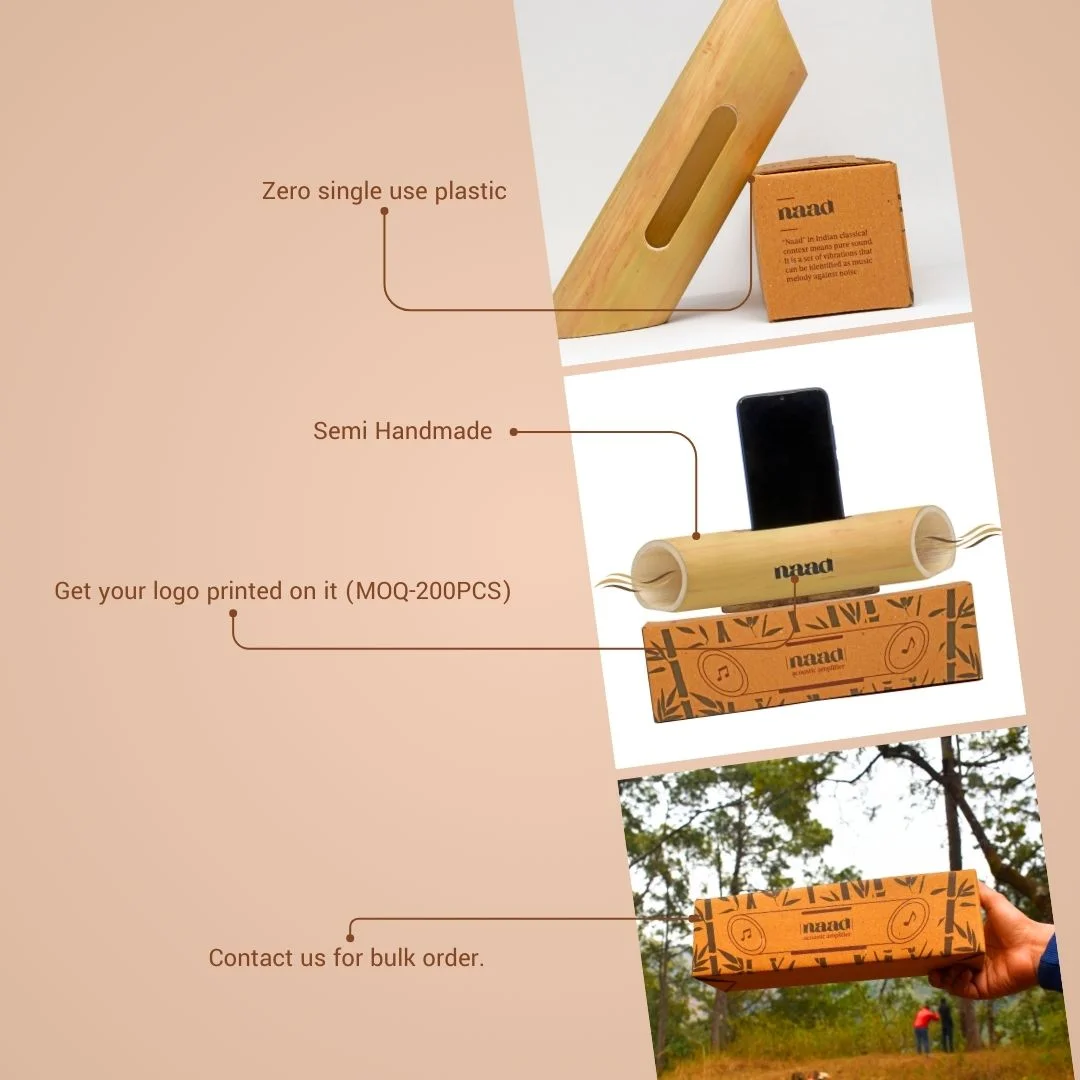 Zero single use plastic
naad
"Naad" in Indian classical
context means pure sound.
It is a set of vibrations that
can be identified as music
melody against noise
Semi Handmade
naad
Get your logo printed on it (MOQ-200PCS)
naad
acoustic amplifier
naad
acoustic amplifier
Contact us for bulk order.